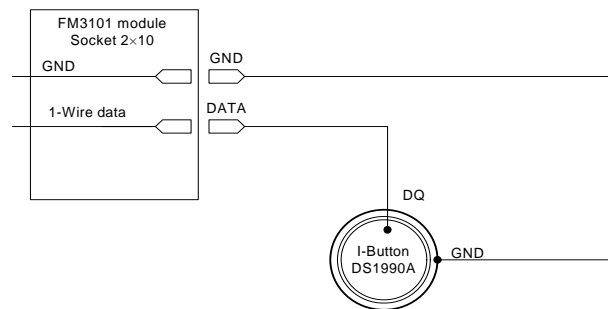 FM3101 module
Socket 2×10
GND
GND
1-Wire data
DATA
DQ
I-Button
DS1990A
GND